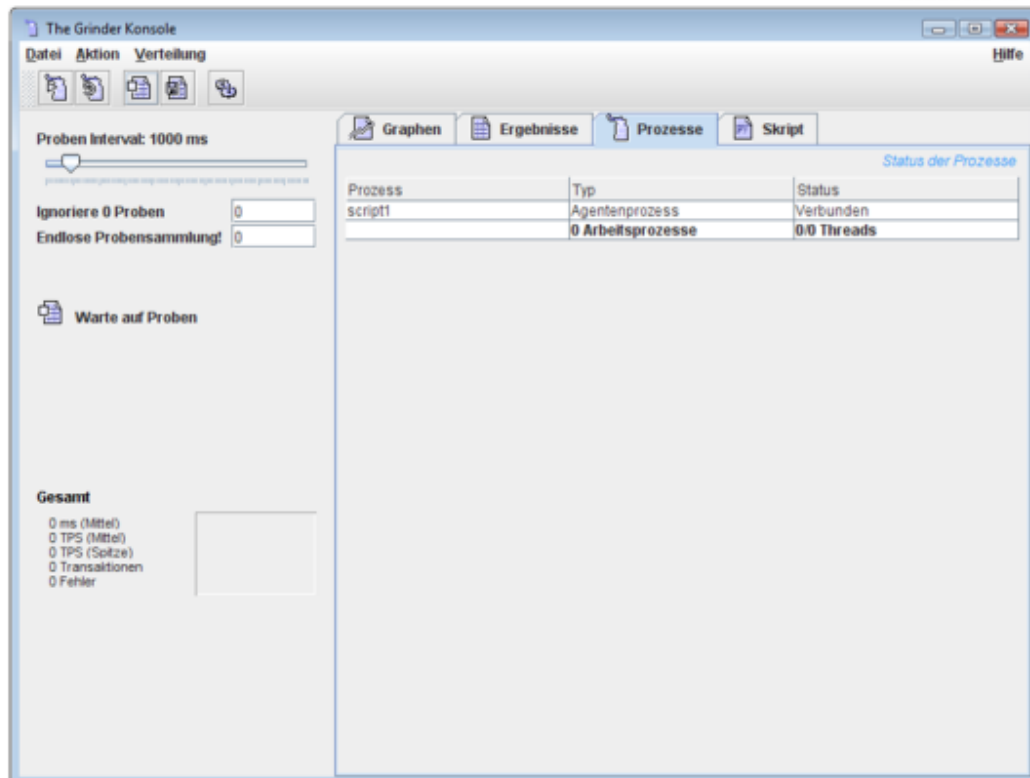 The Grinder Konsole
Datei Aktion Verteilung Hilfe
Proben Interval: 1000 ms
Ignoriere 0 Proben 0
Endlose Probensammlung! 0
Warte auf Proben
Gesamt
0 ms (Mittel)
0 TPS (Mittel)
0 TPS (Spitze)
0 Transaktionen
0 Fehler
Graphen Ergebnisse Prozesse Skript
Status der Prozesse
Prozess Typ Status
script1 Agentenprozess Verbunden
0 Arbeitsprozesse 0/0 Threads